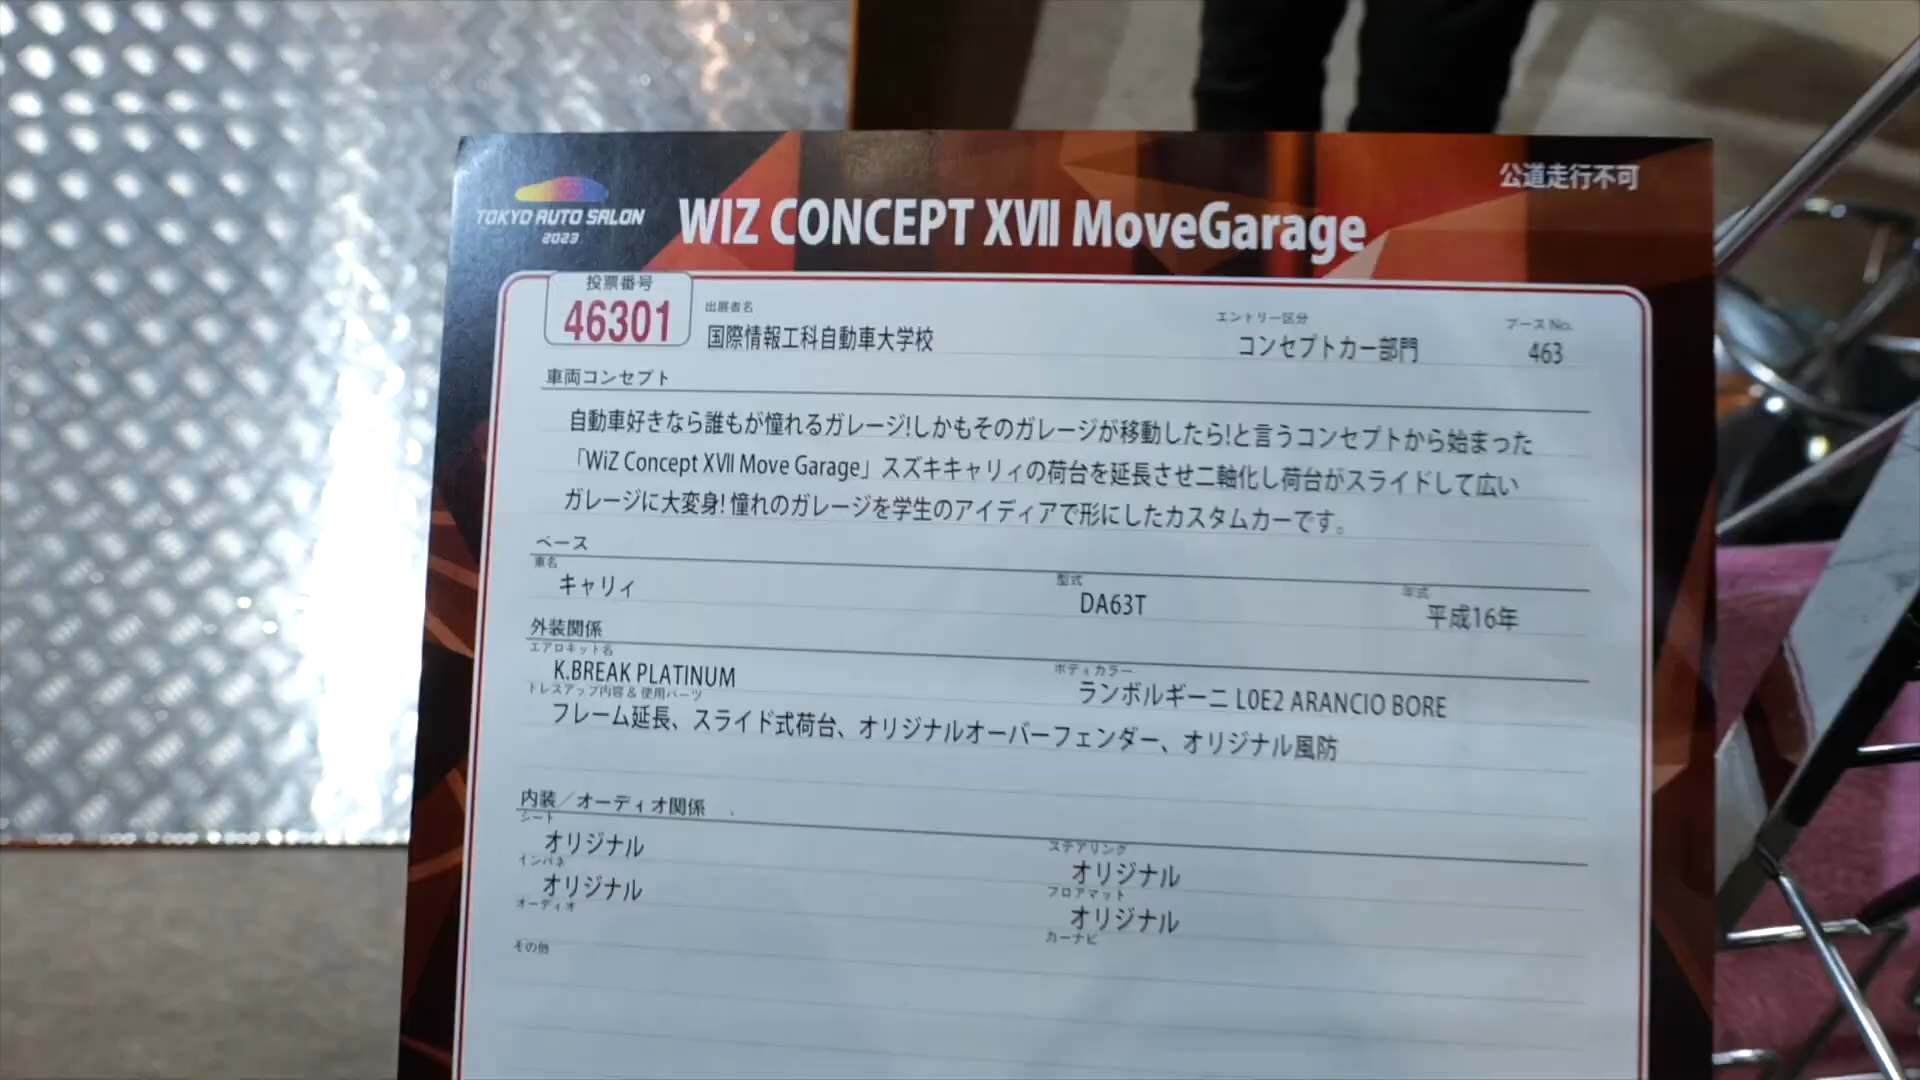 公道走行不可
TOKYO AUTO SALON
2023
WIZ CONCEPT XVII MoveGarage
投票番号
46301
出展者名
国際情報工科自動車大学校
エントリー区分
コンセプトカー部門
ブースNo.
463
車両コンセプト
自動車好きなら誰もが憧れるガレージ!しかもそのガレージが移動したら!と言うコンセプトから始まった
「WiZ Concept XVII Move Garage」スズキキャリィの荷台を延長させ二軸化し荷台がスライドして広い
ガレージに大変身!憧れのガレージを学生のアイディアで形にしたカスタムカーです。
ベース
車名
キャリィ
型式
DA63T
年式
平成16年
外装関係
エアロキット名
K.BREAK PLATINUM
ボディカラー
ランボルギーニ L0E2 ARANCIO BORE
ドレスアップ内容&使用パーツ
フレーム延長、スライド式荷台、オリジナルオーバーフェンダー、オリジナル風防
内装/オーディオ関係
シート
オリジナル
ステアリング
オリジナル
インパネ
オリジナル
フロアマット
オリジナル
オーディオ
カーナビ
その他